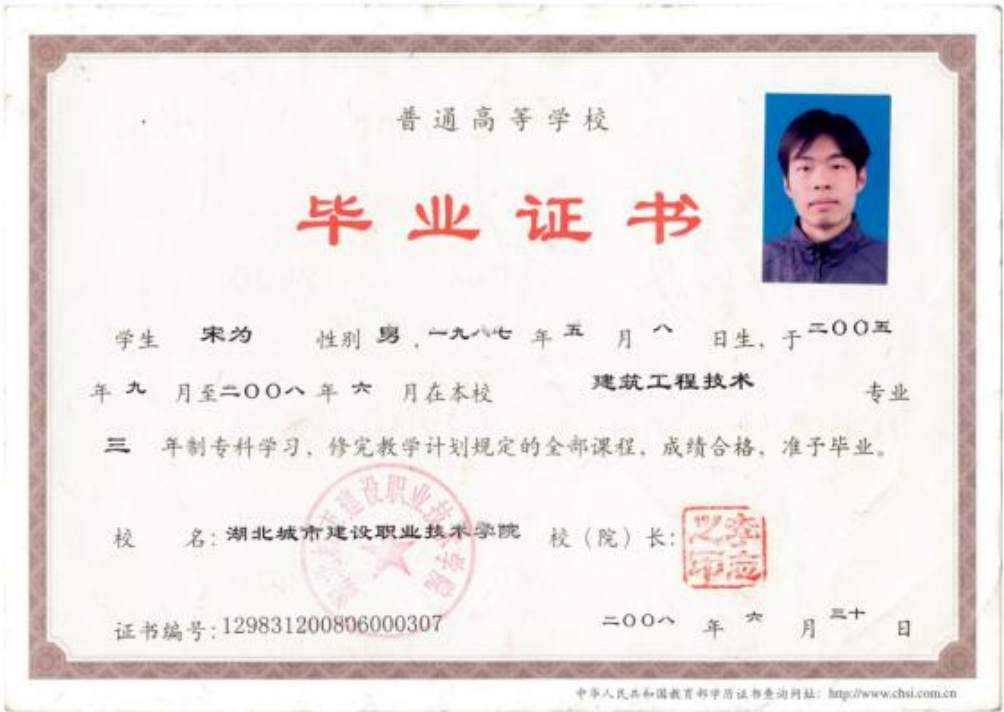 普通高等学校
毕业证书
学生 宋为 性别 男，一九八七 年 五 月 八 日生，于二〇〇五
年 九 月至二〇〇八 年 六 月在本校 建筑工程技术 专业
三 年制专科学习，修完教学计划规定的全部课程，成绩合格，准予毕业。
校 名：湖北城市建设职业技术学院 校（院）长：
证书编号：129831200806000307 二〇〇八 年 六 月 三十 日
中华人民共和国教育部学历证书查询网址：http://www.chsi.com.cn